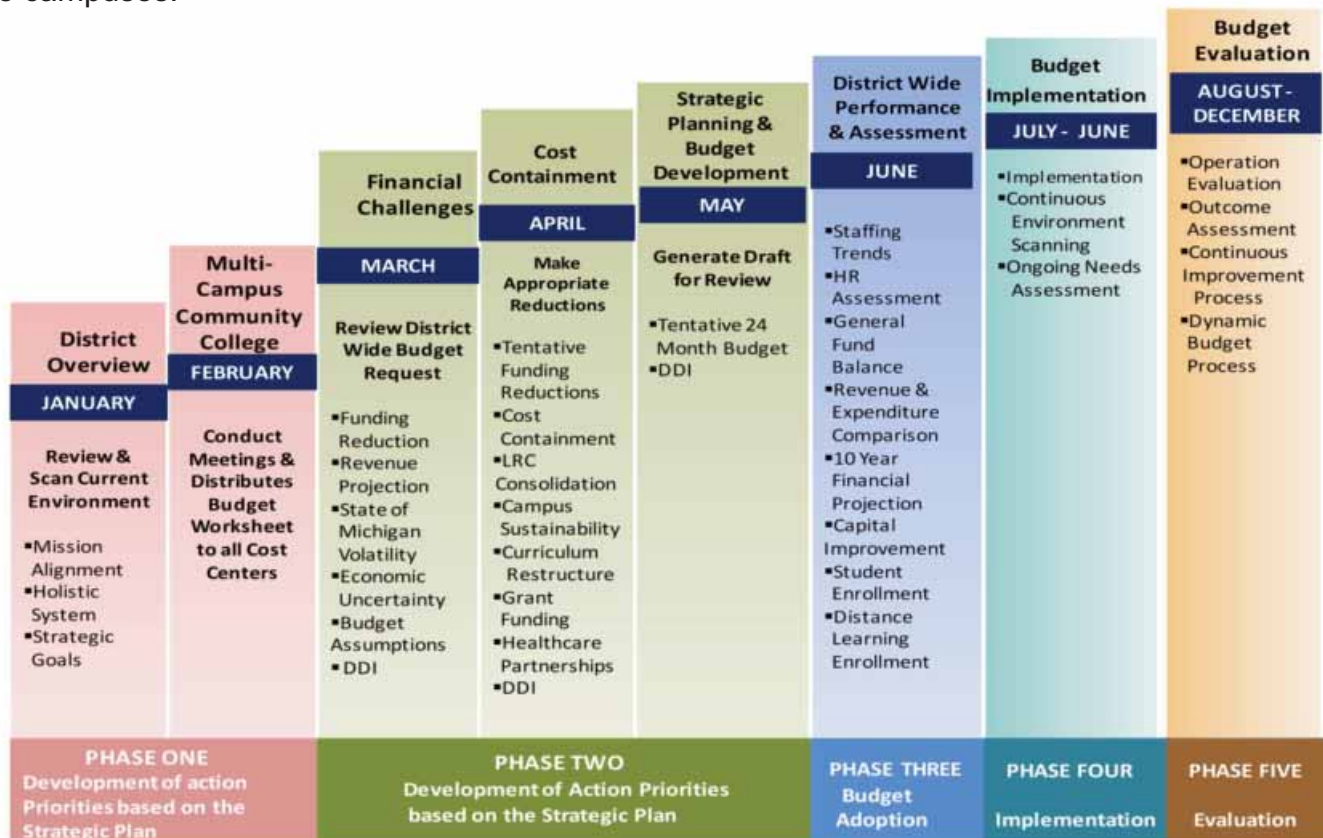 District
Overview
JANUARY
Review &
Scan Current
Environment
▪Mission
Alignment
▪Holistic
System
▪Strategic
Goals
Multi-
Campus
Community
College
FEBRUARY
Conduct
Meetings &
Distributes
Budget
Worksheet
to all Cost
Centers
Financial
Challenges
MARCH
Review District
Wide Budget
Request
▪Funding
Reduction
▪Revenue
Projection
▪State of
Michigan
Volatility
▪Economic
Uncertainty
▪Budget
Assumptions
▪DDI
Cost
Containment
APRIL
Make
Appropriate
Reductions
▪Tentative
Funding
Reductions
▪Cost
Containment
▪LRC
Consolidation
▪Campus
Sustainability
▪Curriculum
Restructure
▪Grant
Funding
▪Healthcare
Partnerships
▪DDI
Strategic
Planning &
Budget
Development
MAY
Generate Draft
for Review
▪Tentative 24
Month Budget
▪DDI
District Wide
Performance
& Assessment
JUNE
▪Staffing
Trends
▪HR
Assessment
▪General
Fund
Balance
▪Revenue &
Expenditure
Comparison
▪10 Year
Financial
Projection
▪Capital
Improvement
▪Student
Enrollment
▪Distance
Learning
Enrollment
Budget
Implementation
JULY - JUNE
▪Implementation
▪Continuous
Environment
Scanning
▪Ongoing Needs
Assessment
Budget
Evaluation
AUGUST-
DECEMBER
▪Operation
Evaluation
▪Outcome
Assessment
▪Continuous
Improvement
Process
▪Dynamic
Budget
Process
PHASE ONE
Development of action
Priorities based on the
Strategic Plan
PHASE TWO
Development of Action Priorities
based on the Strategic Plan
PHASE THREE
Budget
Adoption
PHASE FOUR
Implementation
PHASE FIVE
Evaluation